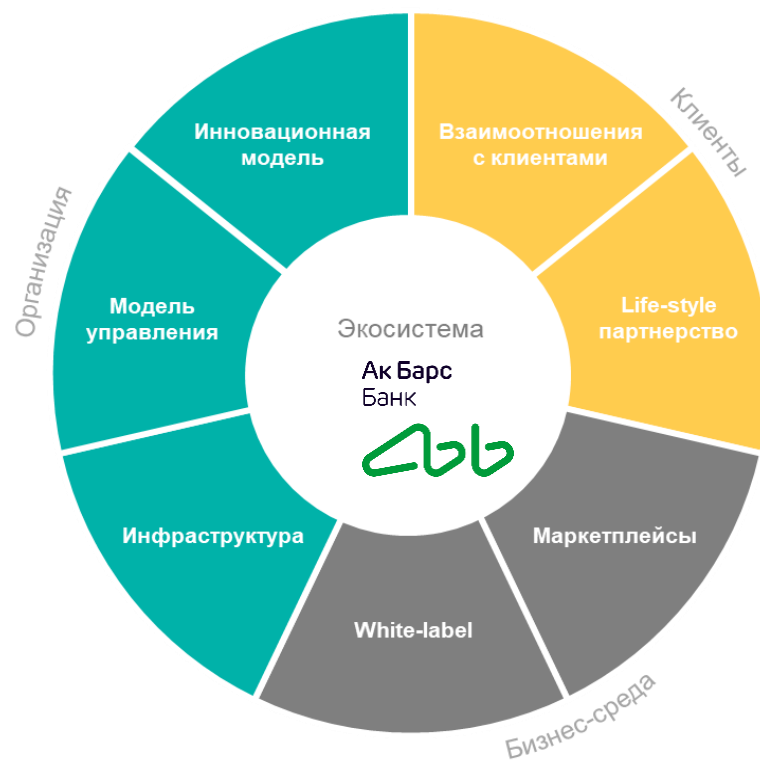 Инновационная
модель
Взаимоотношения
с клиентами
Клиенты
Организация
Модель
управления
Life-style
партнерство
Экосистема
Ак Барс
Банк
Инфраструктура
Маркетплейсы
White-label
Бизнес-среда